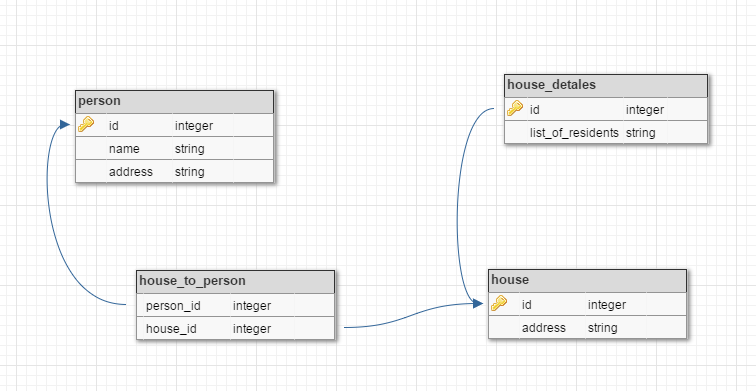 person
id integer
name string
address string
house_detales
id integer
list_of_residents string
house_to_person
person_id integer
house_id integer
house
id integer
address string